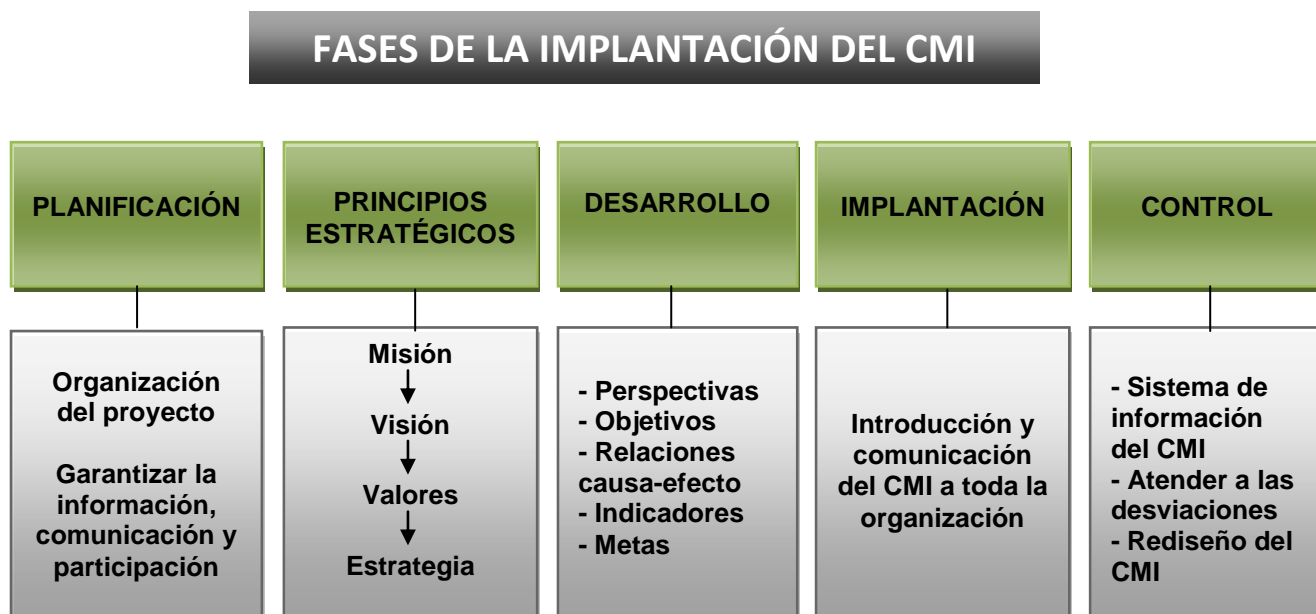 FASES DE LA IMPLANTACIÓN DEL CMI
PLANIFICACIÓN
Organización
del proyecto
Garantizar la
información,
comunicación y
participación
PRINCIPIOS
ESTRATÉGICOS
Misión
Visión
Valores
Estrategia
DESARROLLO
- Perspectivas
- Objetivos
- Relaciones
causa-efecto
- Indicadores
- Metas
IMPLANTACIÓN
Introducción y
comunicación
del CMI a toda la
organización
CONTROL
- Sistema de
información
del CMI
- Atender a las
desviaciones
- Rediseño del
CMI